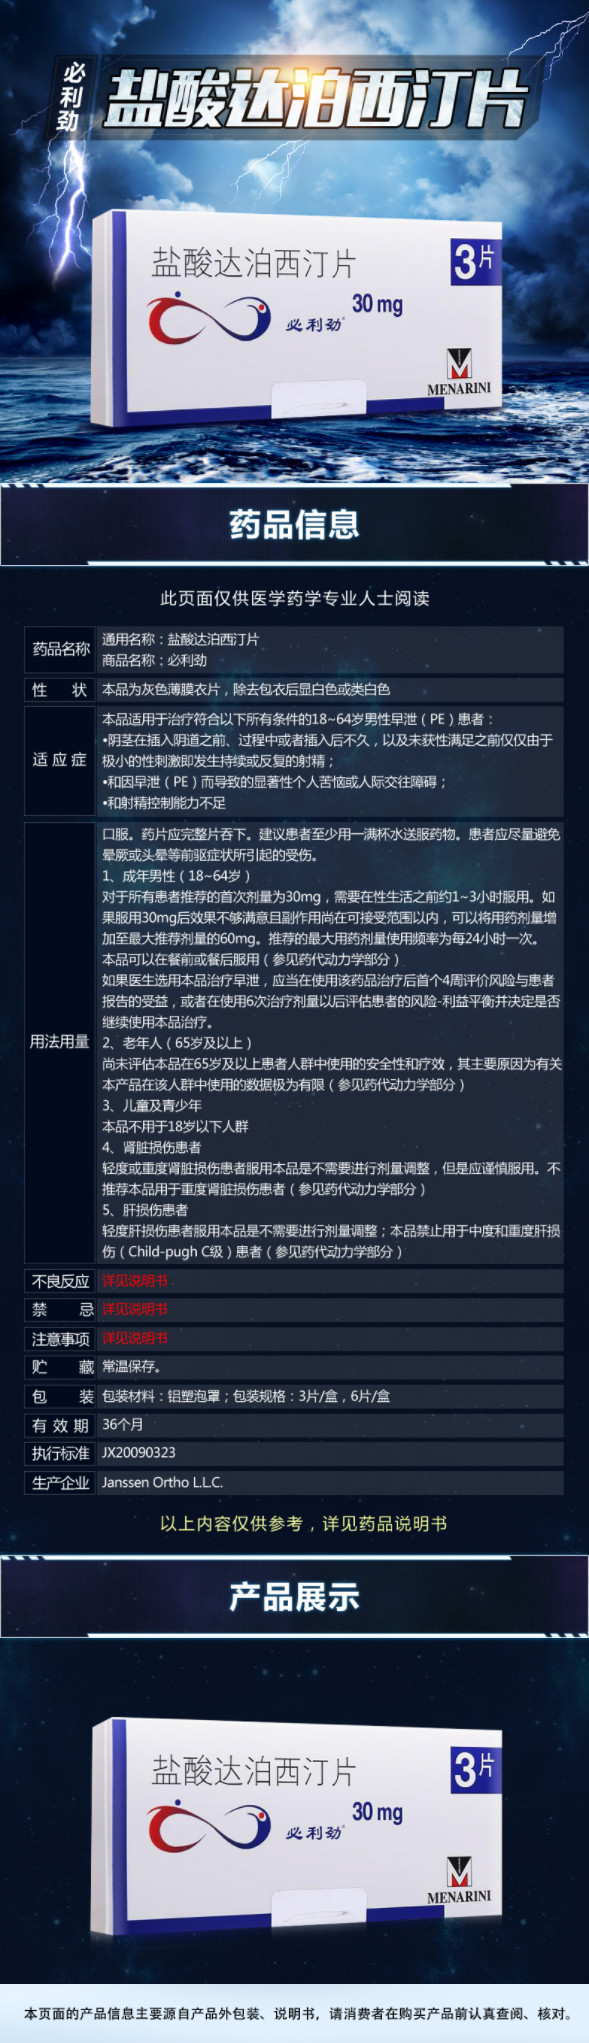 必利劲
盐酸达泊西汀片
盐酸达泊西汀片
3片
30 mg
必利劲®
MENARINI
药品信息
此页面仅供医学药学专业人士阅读
药品名称
通用名称：盐酸达泊西汀片
商品名称：必利劲
性 状
本品为灰色薄膜衣片，除去包衣后显白色或类白色
适应症
本品适用于治疗符合以下所有条件的18~64岁男性早泄（PE）患者：
•阴茎在插入阴道之前、过程中或者插入后不久，以及未获性满足之前仅仅由于
极小的性刺激即发生持续或反复的射精；
•和因早泄（PE）而导致的显著性个人苦恼或人际交往障碍；
•和射精控制能力不足
用法用量
口服。药片应完整片吞下。建议患者至少用一满杯水送服药物。患者应尽量避免
晕厥或头晕等前驱症状所引起的受伤。
1、成年男性（18~64岁）
对于所有患者推荐的首次剂量为30mg，需要在性生活之前约1~3小时服用。如
果服用30mg后效果不够满意且副作用尚在可接受范围以内，可以将用药剂量增
加至最大推荐剂量的60mg。推荐的最大用药剂量使用频率为每24小时一次。
本品可以在餐前或餐后服用（参见药代动力学部分）
如果医生选用本品治疗早泄，应当在使用该药品治疗后首个4周评价风险与患者
报告的受益，或者在使用6次治疗剂量以后评估患者的风险-利益平衡并决定是否
继续使用本品治疗。
2、老年人（65岁及以上）
尚未评估本品在65岁及以上患者人群中使用的安全性和疗效，其主要原因为有关
本产品在该人群中使用的数据极为有限（参见药代动力学部分）
3、儿童及青少年
本品不用于18岁以下人群
4、肾脏损伤患者
轻度或重度肾脏损伤患者服用本品是不需要进行剂量调整，但是应谨慎服用。不
推荐本品用于重度肾脏损伤患者（参见药代动力学部分）
5、肝损伤患者
轻度肝损伤患者服用本品是不需要进行剂量调整；本品禁止用于中度和重度肝损
伤（Child-pugh C级）患者（参见药代动力学部分）
不良反应
详见说明书
禁 忌
详见说明书
注意事项
详见说明书
贮 藏
常温保存。
包 装
包装材料：铝塑泡罩；包装规格：3片/盒，6片/盒
有效期
36个月
执行标准
JX20090323
生产企业
Janssen Ortho L.L.C.
以上内容仅供参考，详见药品说明书
产品展示
盐酸达泊西汀片
3片
30 mg
必利劲®
MENARINI
本页面的产品信息主要源自产品外包装、说明书，请消费者在购买产品前认真查阅、核对。